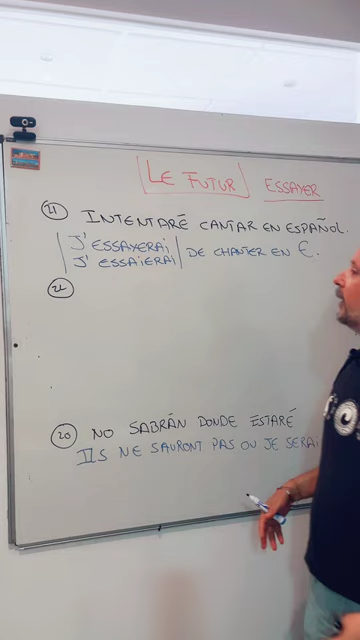 LE FUTUR ESSAYER
21 INTENTARÉ CANTAR EN ESPAÑOL.
J'ESSAYERAI
J'ESSAIERAI DE CHANTER EN E.
22
20 NO SABRÁN DONDE ESTARÉ
ILS NE SAURONT PAS OU JE SERAI